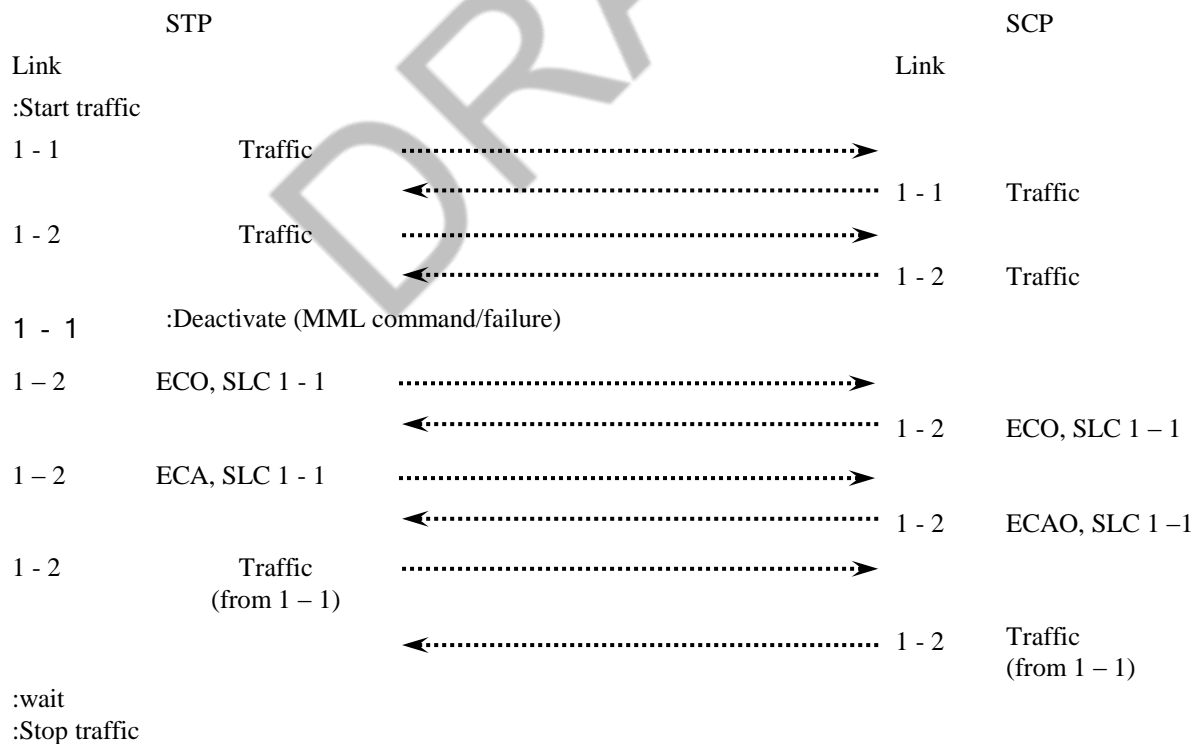 STP SCP
Link Link
:Start traffic
1 - 1 Traffic
1 - 1 Traffic
1 - 2 Traffic
1 - 2 Traffic
1 - 1 :Deactivate (MML command/failure)
1 – 2 ECO, SLC 1 - 1
1 - 2 ECO, SLC 1 – 1
1 – 2 ECA, SLC 1 - 1
1 - 2 ECAO, SLC 1 –1
1 - 2 Traffic
(from 1 – 1)
1 - 2 Traffic
(from 1 – 1)
:wait
:Stop traffic
DRA